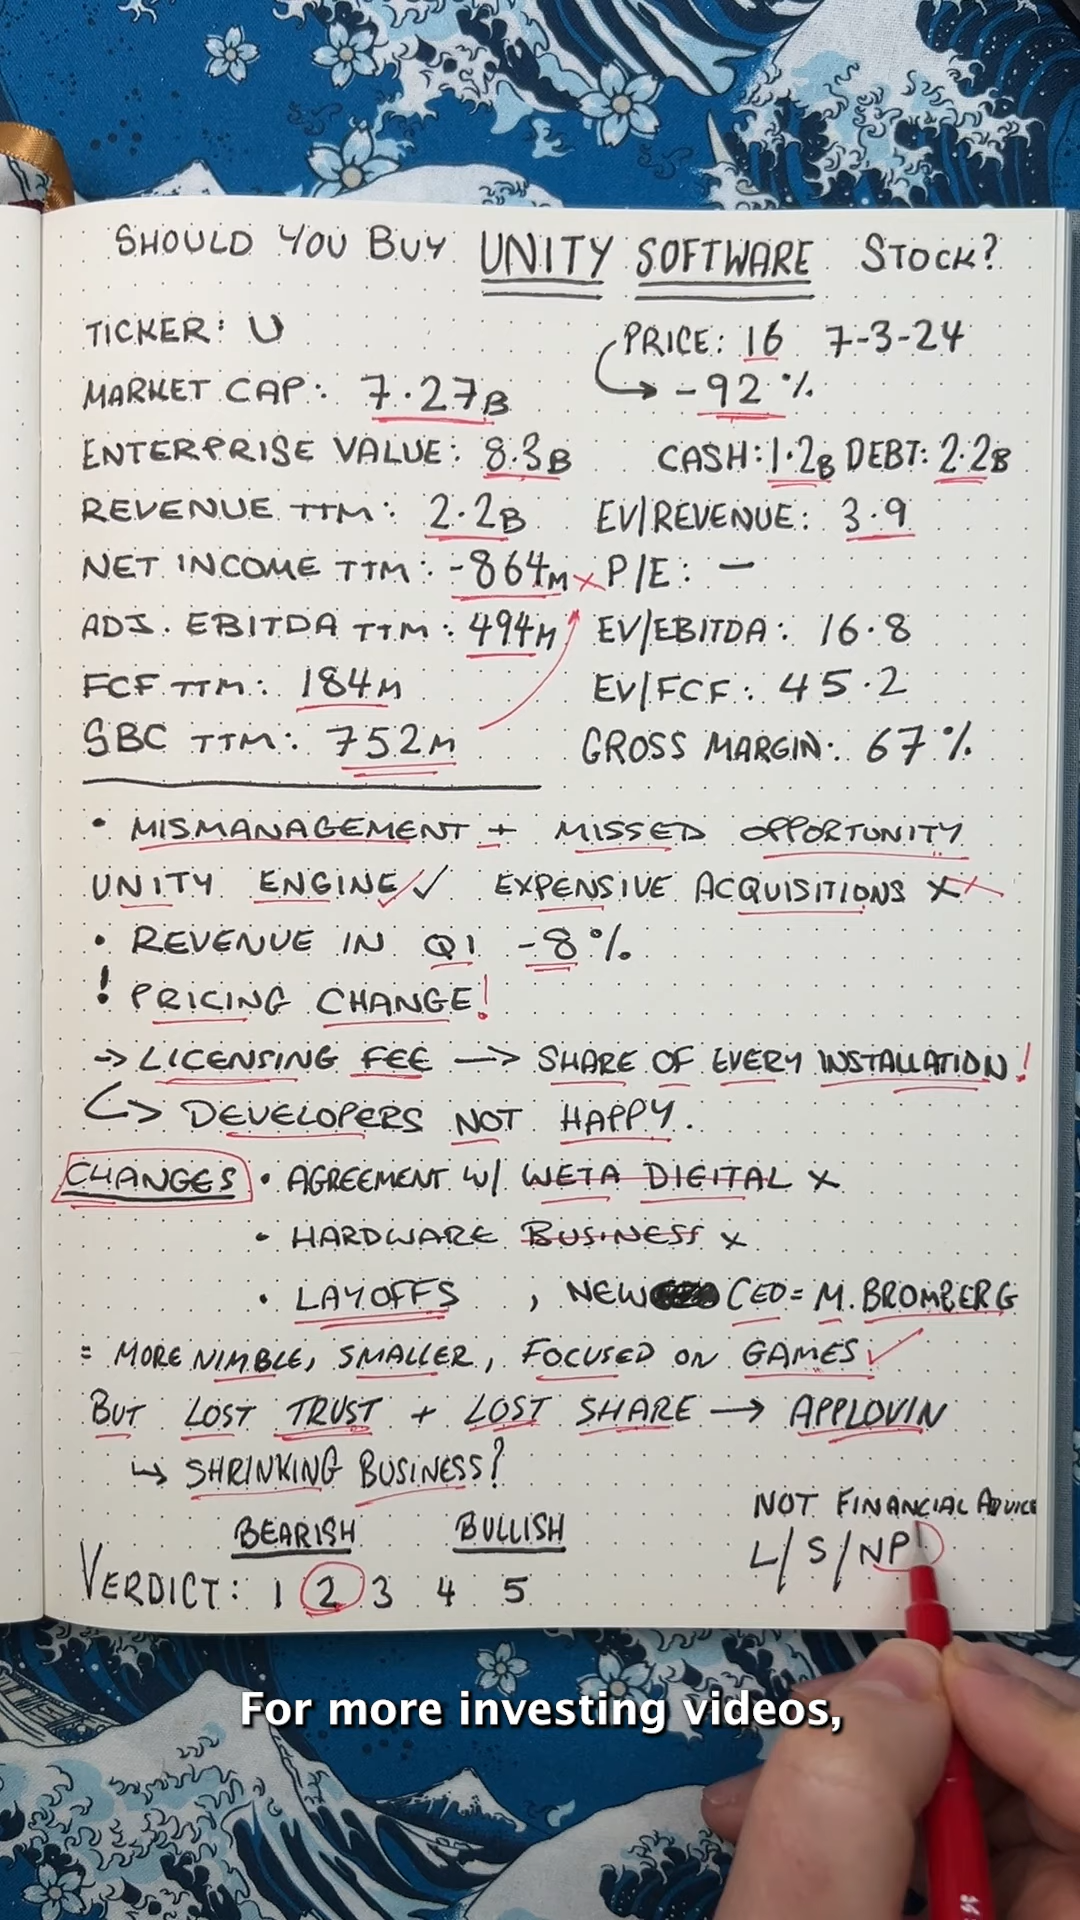 SHOULD YOU BUY UNITY SOFTWARE STOCK?
TICKER: U
PRICE: 16 7-3-24
MARKET CAP: 7.27B
-92%
ENTERPRISE VALUE: 8.3B
CASH: 1.2B DEBT: 2.2B
REVENUE TTM: 2.2B
EV/REVENUE: 3.9
NET INCOME TTM: -864M x
P/E: —
ADJ. EBITDA TTM: 494M
EV/EBITDA: 16.8
FCF TTM: 184M
EV/FCF: 45.2
SBC TTM: 752M
GROSS MARGIN: 67%
• MISMANAGEMENT + MISSED OPPORTUNITY
UNITY ENGINE ✓ EXPENSIVE ACQUISITIONS x
• REVENUE IN Q1 -8%
! PRICING CHANGE!
→ LICENSING FEE → SHARE OF EVERY INSTALLATION!
↳ DEVELOPERS NOT HAPPY.
CHANGES • AGREEMENT W/ WETA DIGITAL x
• HARDWARE BUSINESS x
• LAYOFFS, NEW CEO = M. BROMBERG
= MORE NIMBLE, SMALLER, FOCUSED ON GAMES ✓
BUT LOST TRUST + LOST SHARE → APPLOVIN
↳ SHRINKING BUSINESS?
NOT FINANCIAL ADVICE
BEARISH BULLISH
L/S/NP
VERDICT: 1 2 3 4 5
For more investing videos,